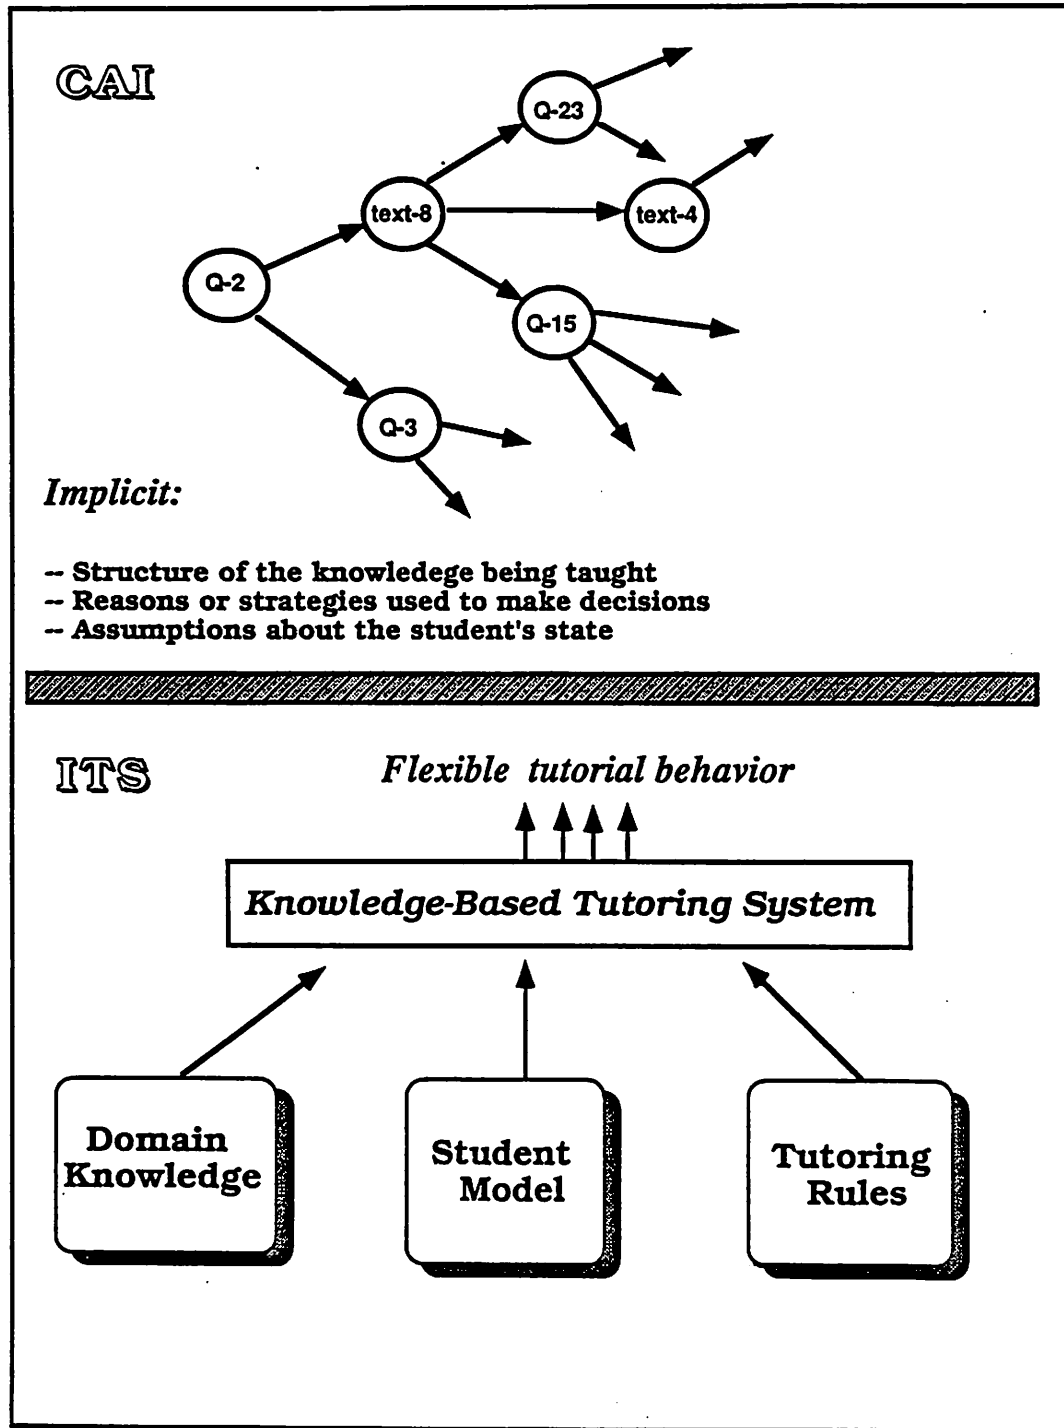 CAI
Q-23
text-8
text-4
Q-2
Q-15
Q-3
Implicit:
-- Structure of the knowledege being taught
-- Reasons or strategies used to make decisions
-- Assumptions about the student's state
ITS
Flexible tutorial behavior
Knowledge-Based Tutoring System
Domain
Knowledge
Student
Model
Tutoring
Rules